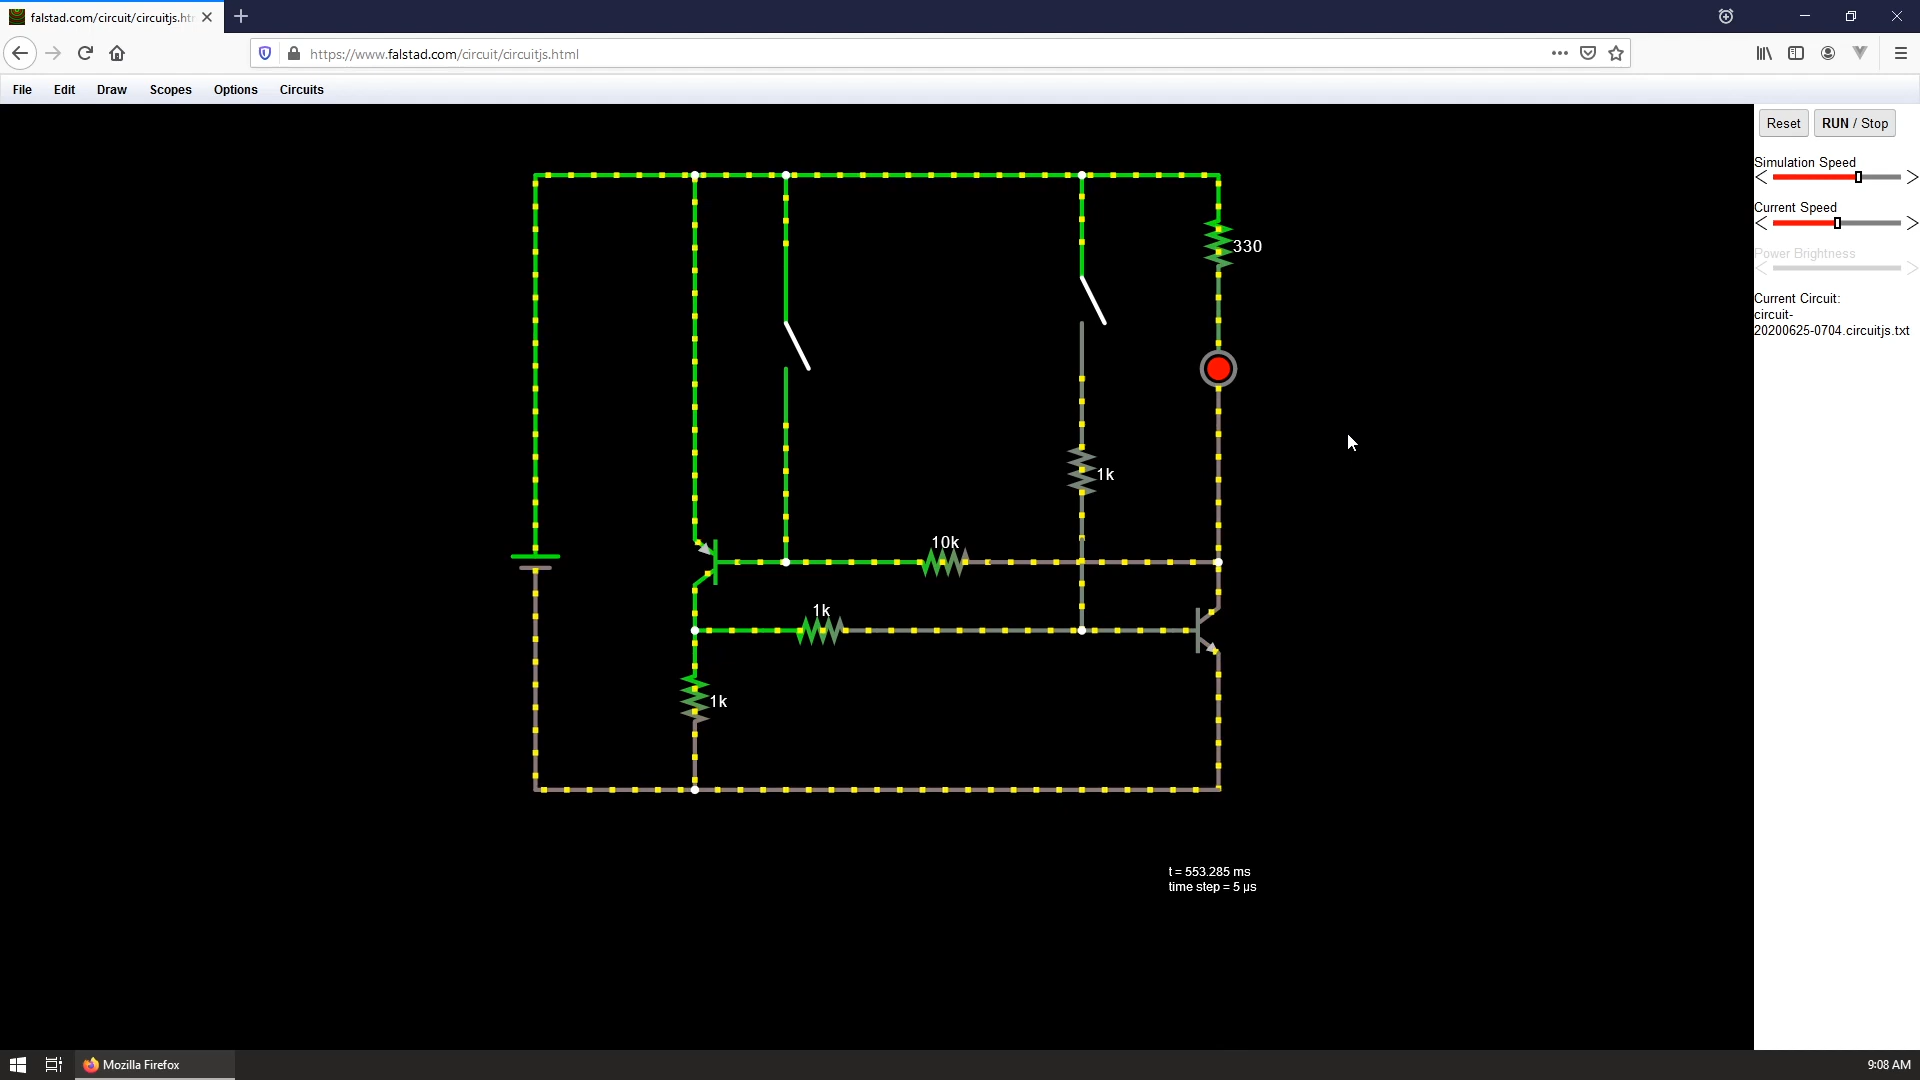 falstad.com/circuit/circuitjs.ht
https://www.falstad.com/circuit/circuitjs.html
File Edit Draw Scopes Options Circuits
Reset RUN / Stop
Simulation Speed
Current Speed
Power Brightness
Current Circuit:
circuit-
20200625-0704.circuitjs.txt
330
1k
10k
1k
1k
t = 553.285 ms
time step = 5 µs
Mozilla Firefox
9:08 AM